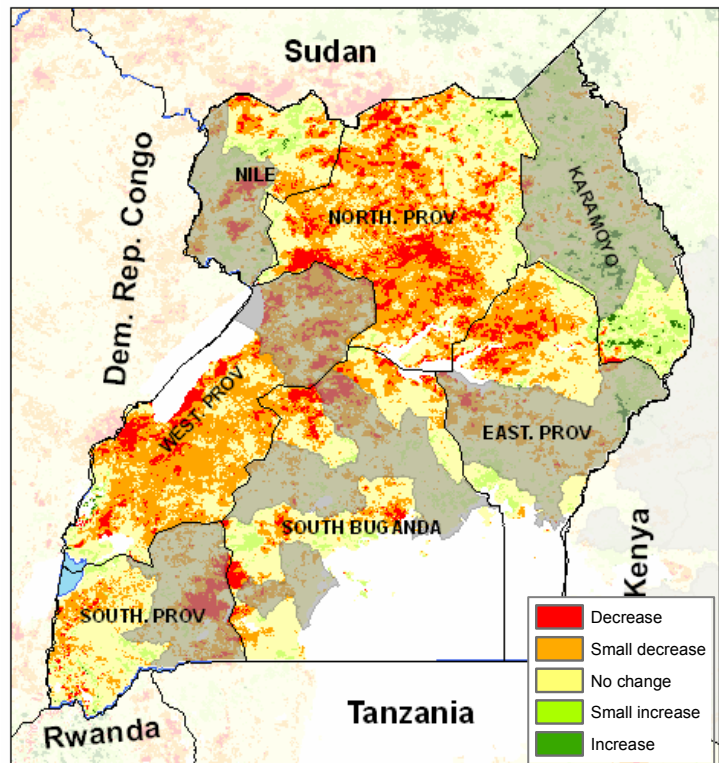 Sudan
Dem. Rep. Congo
NILE
NORTH. PROV
KARAMOYO
WEST. PROV
EAST. PROV
SOUTH BUGANDA
SOUTH. PROV
Kenya
Rwanda
Tanzania
Decrease
Small decrease
No change
Small increase
Increase